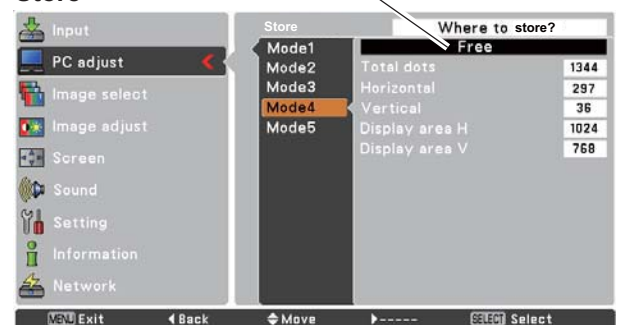 Store
Input
PC adjust
Image select
Image adjust
Screen
Sound
Setting
Information
Network
Store
Mode1
Mode2
Mode3
Mode4
Mode5
Where to store?
Free
Total dots 1344
Horizontal 297
Vertical 36
Display area H 1024
Display area V 768
MENU Exit ◀Back Move ▶----- SELECT Select